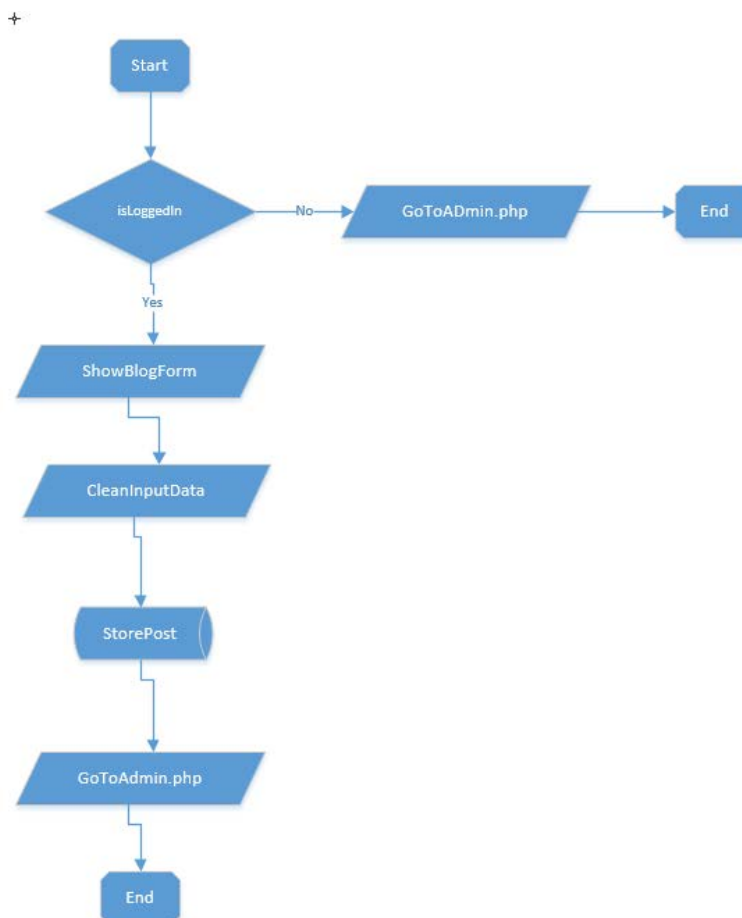 Start
isLoggedIn
No
GoToADmin.php
End
Yes
ShowBlogForm
CleanInputData
StorePost
GoToAdmin.php
End